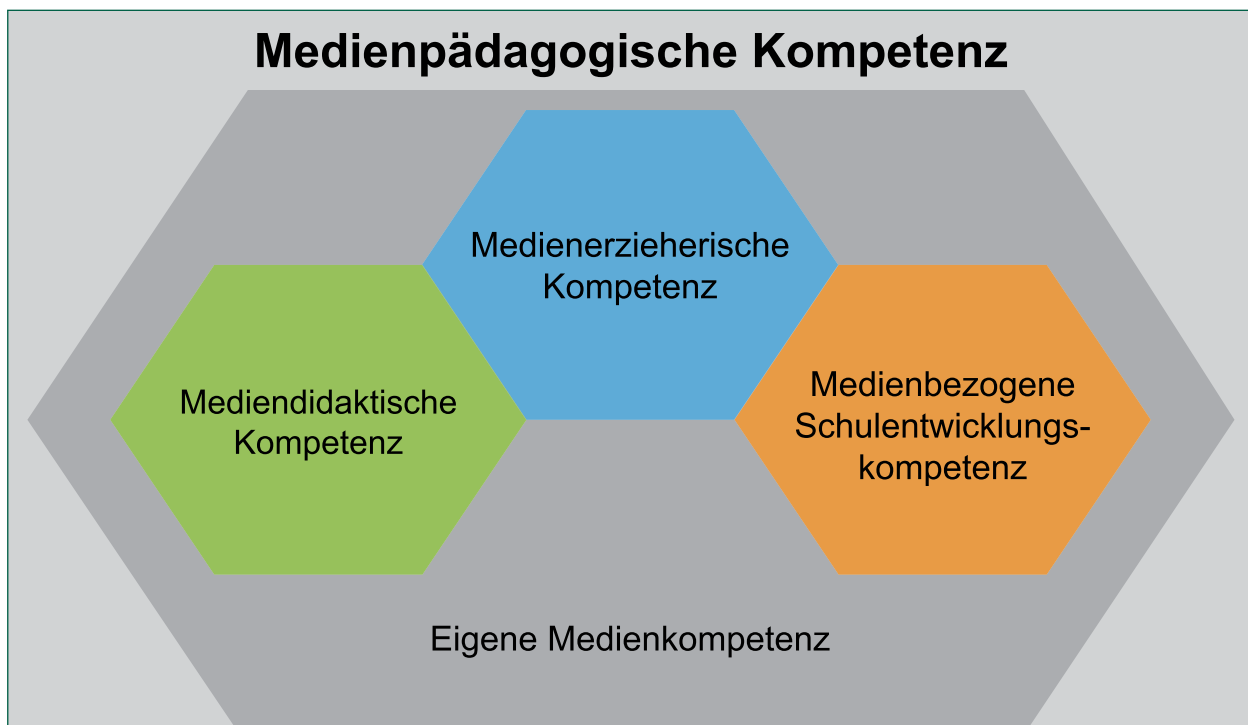 Medienpädagogische Kompetenz
Medienerzieherische
Kompetenz
Mediendidaktische
Kompetenz
Medienbezogene
Schulentwicklungs-
kompetenz
Eigene Medienkompetenz